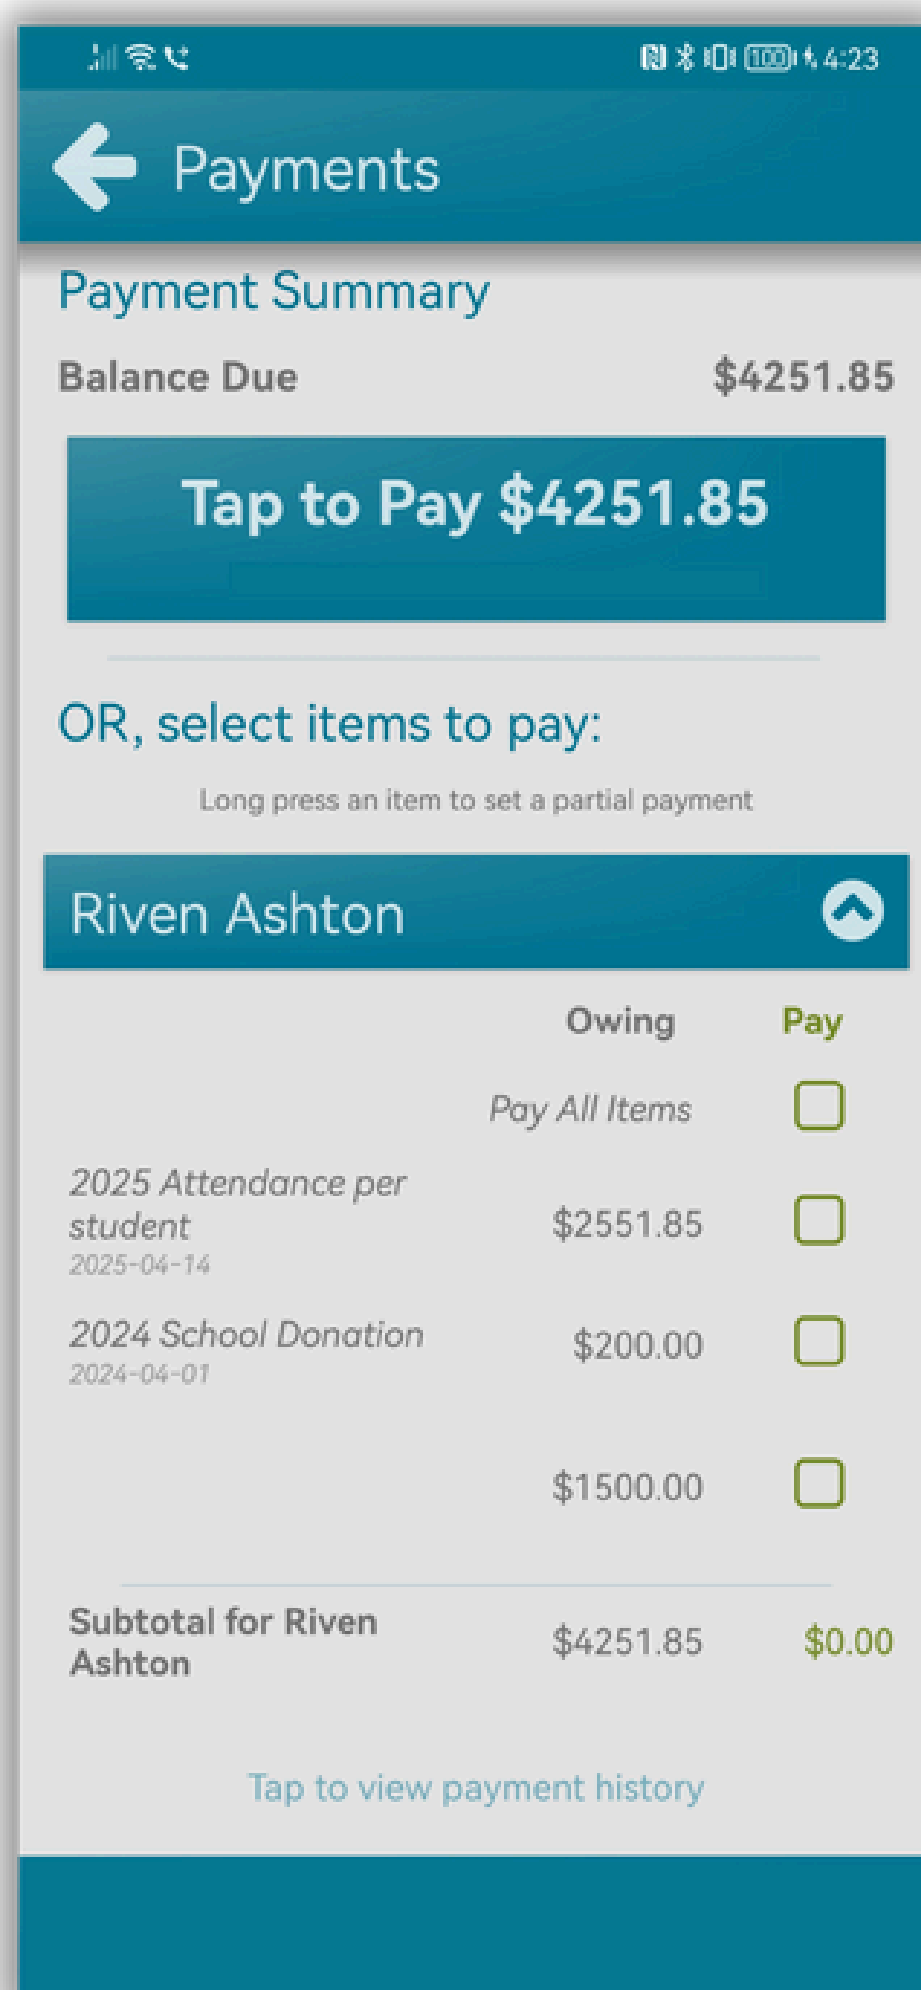 100 4:23
Payments
Payment Summary
Balance Due $4251.85
Tap to Pay $4251.85
OR, select items to pay:
Long press an item to set a partial payment
Riven Ashton
Owing Pay
Pay All Items
2025 Attendance per
student
$2551.85
2025-04-14
2024 School Donation
$200.00
2024-04-01
$1500.00
Subtotal for Riven
Ashton
$4251.85 $0.00
Tap to view payment history